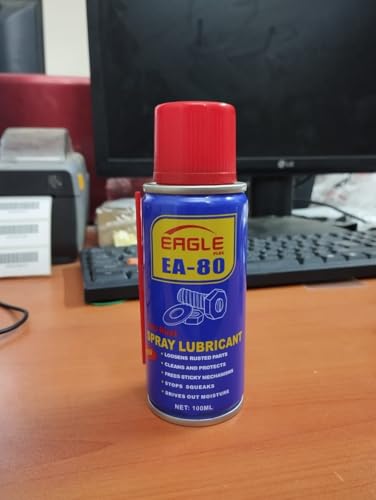 LG
EAGLE
PLUS
EA-80
SPRAY LUBRICANT
• LOOSENS RUSTED PARTS
• CLEANS AND PROTECTS
• FREES STICKY MECHANISMS
• STOPS SQUEAKS
• DRIVES OUT MOISTURE
NET: 100ML